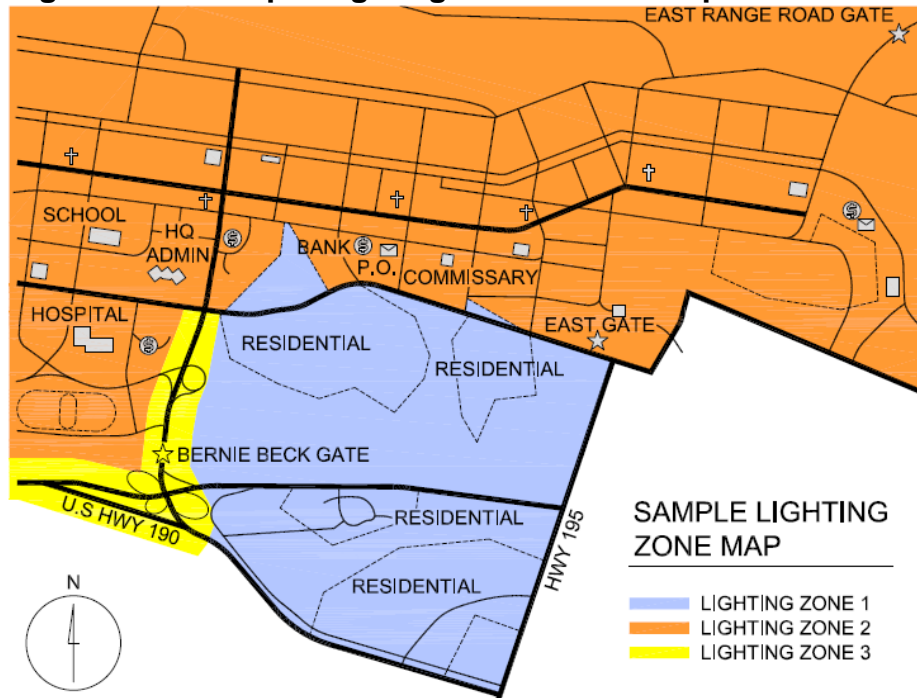 EAST RANGE ROAD GATE
SCHOOL
HQ
ADMIN
BANK
P.O.
COMMISSARY
HOSPITAL
EAST GATE
RESIDENTIAL
RESIDENTIAL
BERNIE BECK GATE
U.S HWY 190
RESIDENTIAL
RESIDENTIAL
HWY 195
SAMPLE LIGHTING
ZONE MAP
LIGHTING ZONE 1
LIGHTING ZONE 2
LIGHTING ZONE 3
N